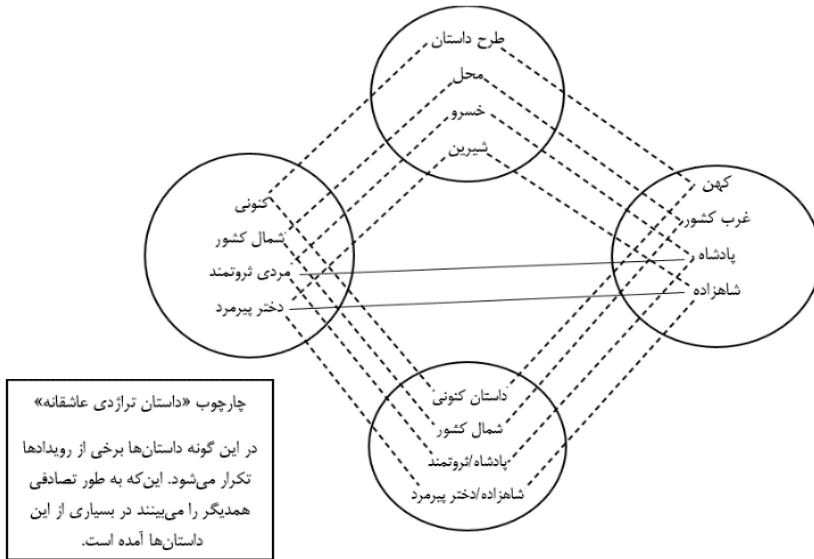 طرح داستان
محل
خسرو
شیرین
کهن
غرب کشور
پادشاه
شاهزاده
کنونی
شمال کشور
مردی ثروتمند
دختر پیرمرد
داستان کنونی
شمال کشور
پادشاه/ثروتمند
شاهزاده/دختر پیرمرد
چارچوب «داستان تراژدی عاشقانه»
در این گونه داستان‌ها برخی از رویدادها
تکرار می‌شود. این‌که به طور تصادفی
همدیگر را می‌بینند در بسیاری از این
داستان‌ها آمده است.